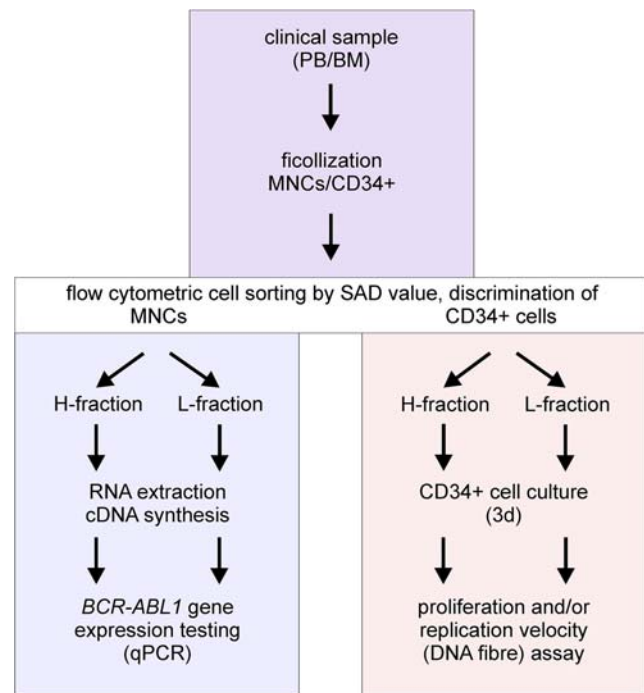 clinical sample
(PB/BM)
ficollization
MNCs/CD34+
flow cytometric cell sorting by SAD value, discrimination of
MNCs CD34+ cells
H-fraction L-fraction
RNA extraction
cDNA synthesis
BCR-ABL1 gene
expression testing
(qPCR)
H-fraction L-fraction
CD34+ cell culture
(3d)
proliferation and/or
replication velocity
(DNA fibre) assay